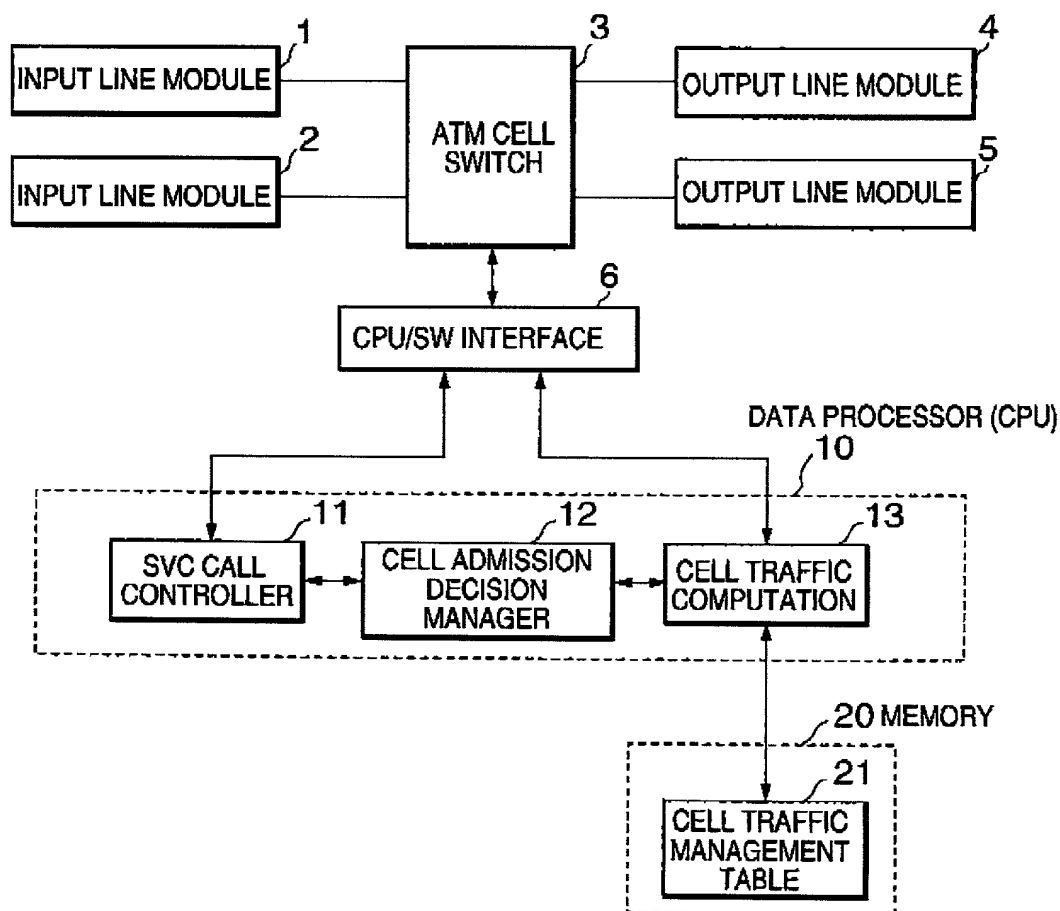 1
3
4
INPUT LINE MODULE
OUTPUT LINE MODULE
ATM CELL
SWITCH
2
5
INPUT LINE MODULE
OUTPUT LINE MODULE
6
CPU/SW INTERFACE
DATA PROCESSOR (CPU)
10
11
12
13
SVC CALL
CONTROLLER
CELL ADMISSION
DECISION
MANAGER
CELL TRAFFIC
COMPUTATION
20 MEMORY
21
CELL TRAFFIC
MANAGEMENT
TABLE